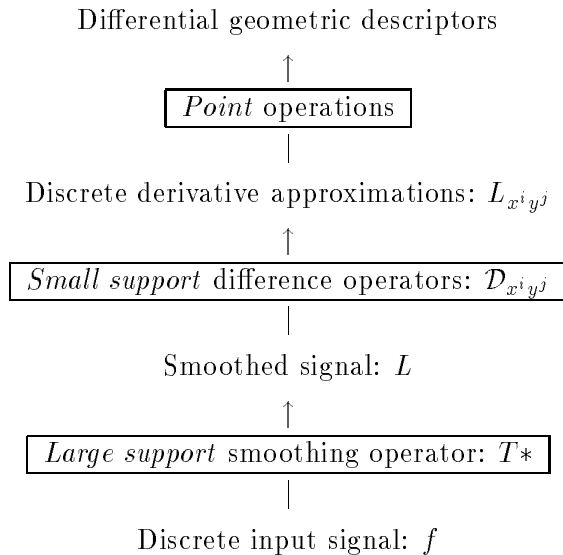 Differential geometric descriptors
Point operations
Discrete derivative approximations: $L_{x^i y^j}$
Small support difference operators: $\mathcal{D}_{x^i y^j}$
Smoothed signal: $L$
Large support smoothing operator: $T*$
Discrete input signal: $f$